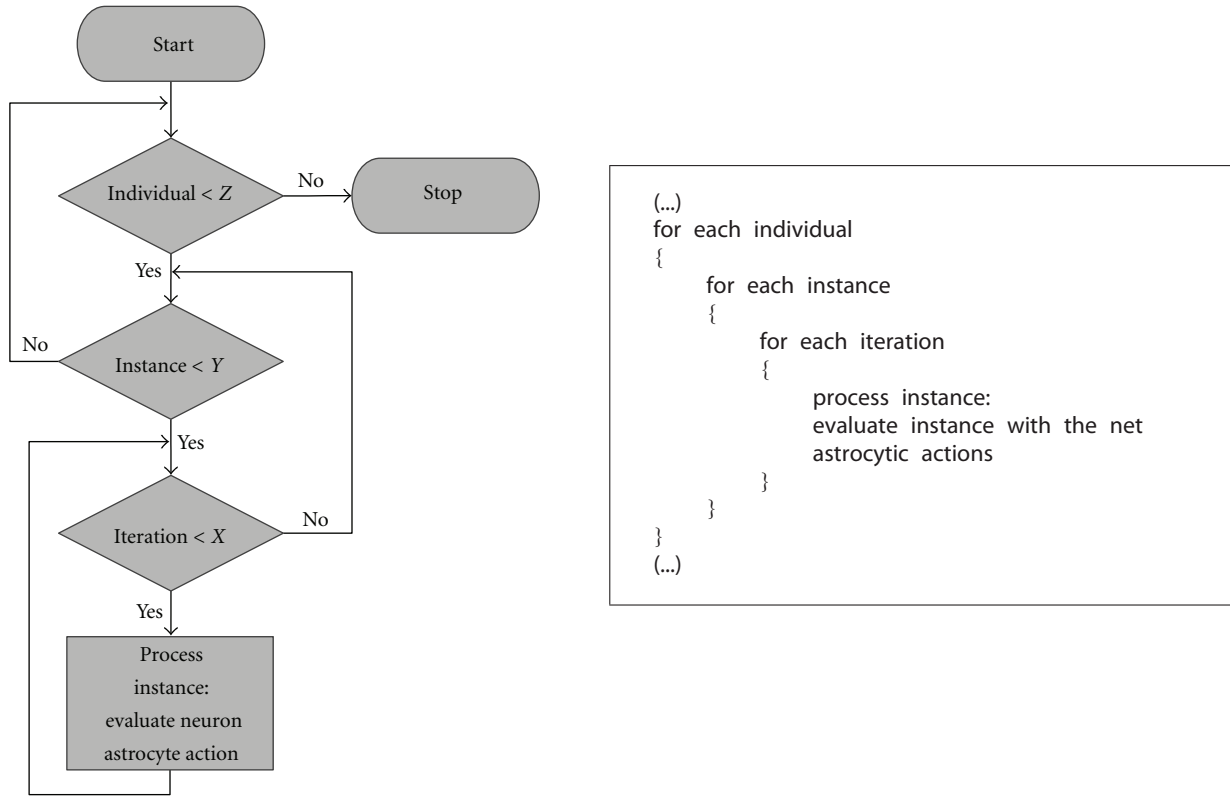 Start
Individual < Z
No
Stop
Yes
Instance < Y
No
Yes
Iteration < X
No
Yes
Process
instance:
evaluate neuron
astrocyte action
(...)
for each individual
{
for each instance
{
for each iteration
{
process instance:
evaluate instance with the net
astrocytic actions
}
}
}
(...)